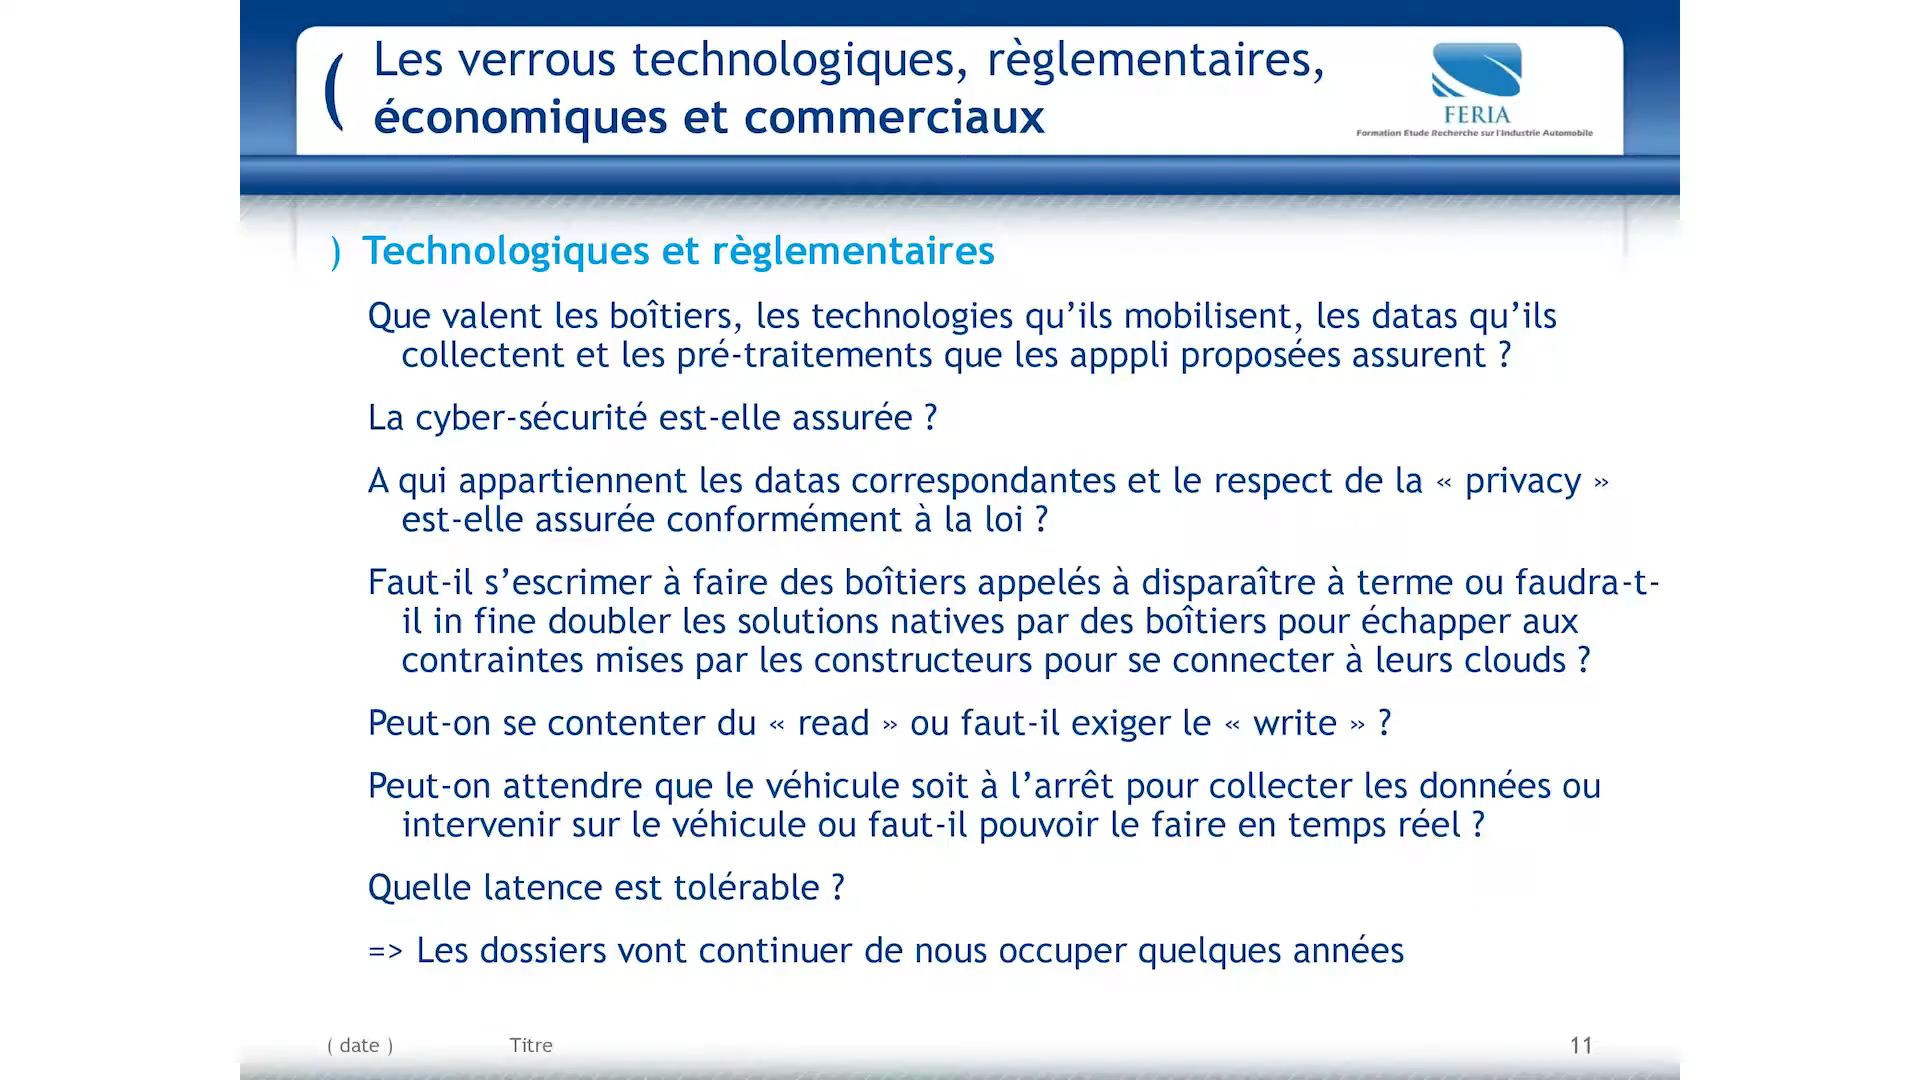 ( Les verrous technologiques, règlementaires,
économiques et commerciaux
FERIA
Formation Etude Recherche sur l'Industrie Automobile
) Technologiques et règlementaires
Que valent les boîtiers, les technologies qu’ils mobilisent, les datas qu’ils
collectent et les pré-traitements que les apppli proposées assurent ?
La cyber-sécurité est-elle assurée ?
A qui appartiennent les datas correspondantes et le respect de la « privacy »
est-elle assurée conformément à la loi ?
Faut-il s’escrimer à faire des boîtiers appelés à disparaître à terme ou faudra-t-
il in fine doubler les solutions natives par des boîtiers pour échapper aux
contraintes mises par les constructeurs pour se connecter à leurs clouds ?
Peut-on se contenter du « read » ou faut-il exiger le « write » ?
Peut-on attendre que le véhicule soit à l’arrêt pour collecter les données ou
intervenir sur le véhicule ou faut-il pouvoir le faire en temps réel ?
Quelle latence est tolérable ?
=> Les dossiers vont continuer de nous occuper quelques années
( date ) Titre 11